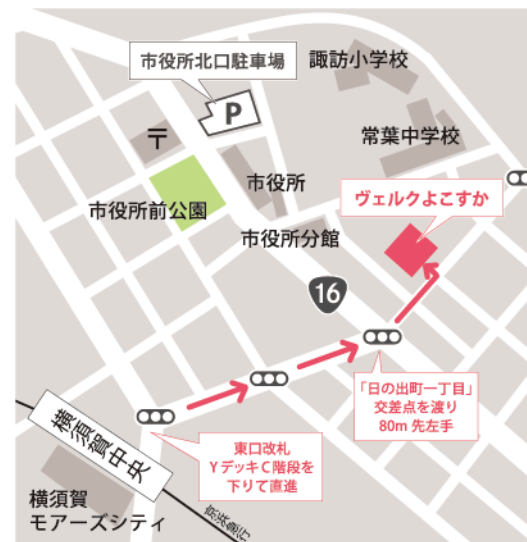 市役所北口駐車場
諏訪小学校
P
〒
常葉中学校
市役所
ヴェルクよこすか
市役所前公園
市役所分館
16
「日の出町一丁目」
交差点を渡り
80m 先左手
横須賀中央
東口改札
YデッキC階段を
下りて直進
横須賀
モアーズシティ
京浜急行